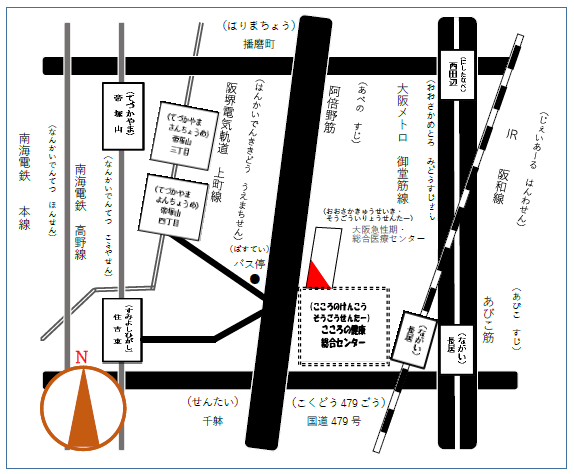 (はりまちょう)
播磨町
(てづかやま)
帝塚山
(てづかやま
さんちょうめ)
帝塚山
三丁目
(てづかやま
よんちょうめ)
帝塚山
四丁目
(すみよしひがし)
住吉東
南海電鉄 本線
(なんかいでんてつ ほんせん)
南海電鉄 高野線
(なんかいでんてつ こうやせん)
阪堺電気軌道 上町線
(はんかいでんききどう うえまちせん)
阿倍野筋
(あべの すじ)
大阪メトロ 御堂筋線
(おおさかめとろ みどうすじせん)
(にしたなべ)
西田辺
JR 阪和線
(じぇいあーる はんわせん)
(おおさかきゅうせいき・
そうごういりょうせんたー)
大阪急性期・
総合医療センター
(ばすてい)
バス停
(こころのけんこう
そうごうせんたー)
こころの健康
総合センター
(ながい)
長居
(ながい)
長居
あびこ筋
(あびこ すじ)
N
(せんたい)
千躰
(こくどう479ごう)
国道479号